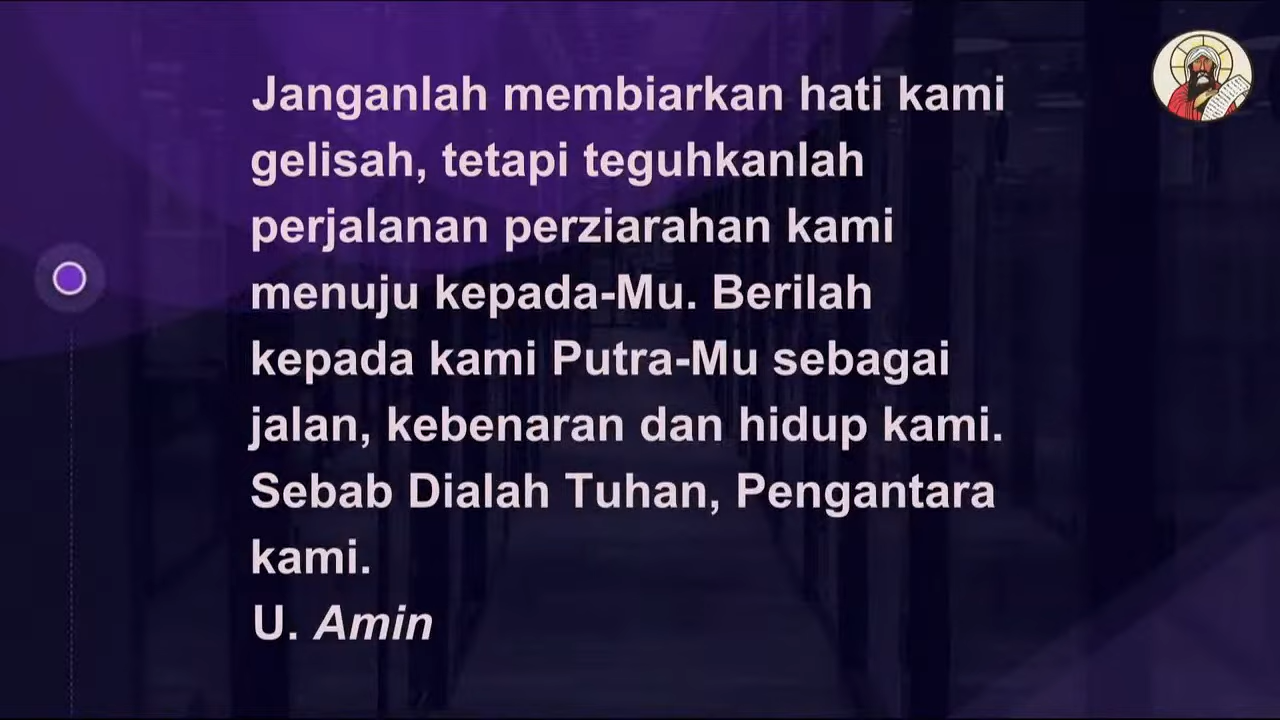 Janganlah membiarkan hati kami
gelisah, tetapi teguhkanlah
perjalanan perziarahan kami
menuju kepada-Mu. Berilah
kepada kami Putra-Mu sebagai
jalan, kebenaran dan hidup kami.
Sebab Dialah Tuhan, Pengantara
kami.
U. Amin